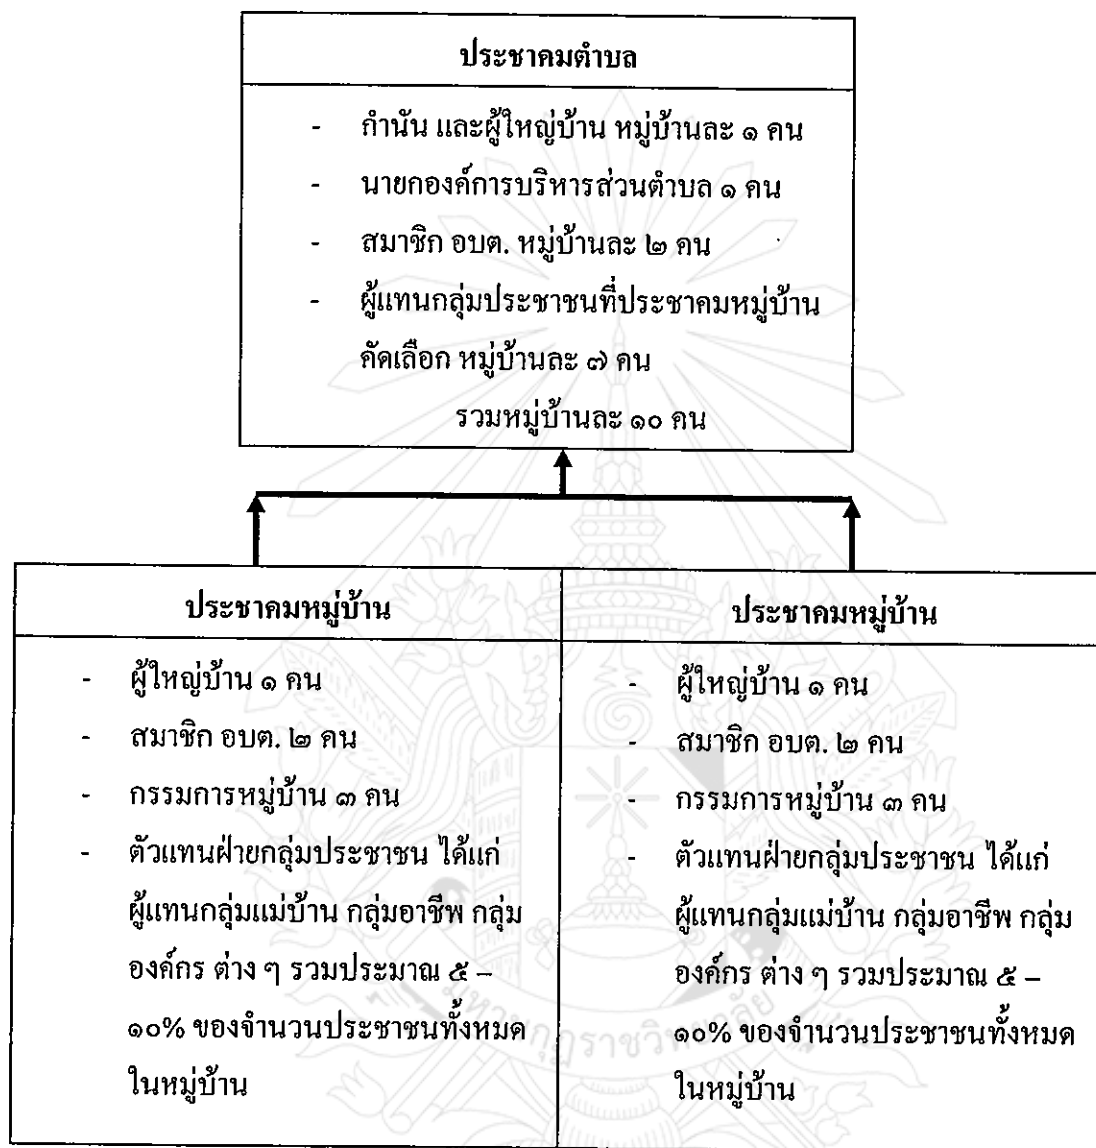 ประชาคมตำบล
- กำนัน และผู้ใหญ่บ้าน หมู่บ้านละ ๑ คน
- นายกองค์การบริหารส่วนตำบล ๑ คน
- สมาชิก อบต. หมู่บ้านละ ๒ คน
- ผู้แทนกลุ่มประชาชนที่ประชาคมหมู่บ้าน
คัดเลือก หมู่บ้านละ ๗ คน
รวมหมู่บ้านละ ๑๐ คน
ประชาคมหมู่บ้าน
- ผู้ใหญ่บ้าน ๑ คน
- สมาชิก อบต. ๒ คน
- กรรมการหมู่บ้าน ๓ คน
- ตัวแทนฝ่ายกลุ่มประชาชน ได้แก่
ผู้แทนกลุ่มแม่บ้าน กลุ่มอาชีพ กลุ่ม
องค์กร ต่าง ๆ รวมประมาณ ๕ –
๑๐% ของจำนวนประชาชนทั้งหมด
ในหมู่บ้าน
ประชาคมหมู่บ้าน
- ผู้ใหญ่บ้าน ๑ คน
- สมาชิก อบต. ๒ คน
- กรรมการหมู่บ้าน ๓ คน
- ตัวแทนฝ่ายกลุ่มประชาชน ได้แก่
ผู้แทนกลุ่มแม่บ้าน กลุ่มอาชีพ กลุ่ม
องค์กร ต่าง ๆ รวมประมาณ ๕ –
๑๐% ของจำนวนประชาชนทั้งหมด
ในหมู่บ้าน